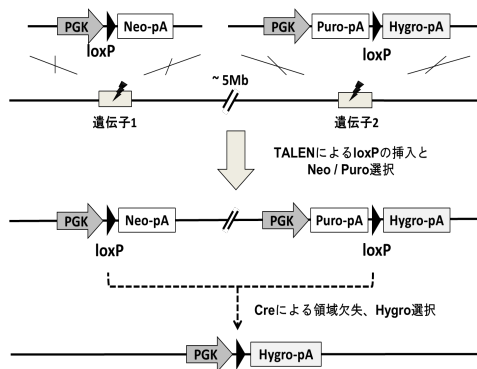 PGK Neo-pA PGK Puro-pA Hygro-pA
loxP loxP
~ 5Mb
遺伝子1 遺伝子2
TALENによるloxPの挿入と
Neo / Puro選択
PGK Neo-pA PGK Puro-pA Hygro-pA
loxP loxP
Creによる領域欠失、Hygro選択
PGK Hygro-pA